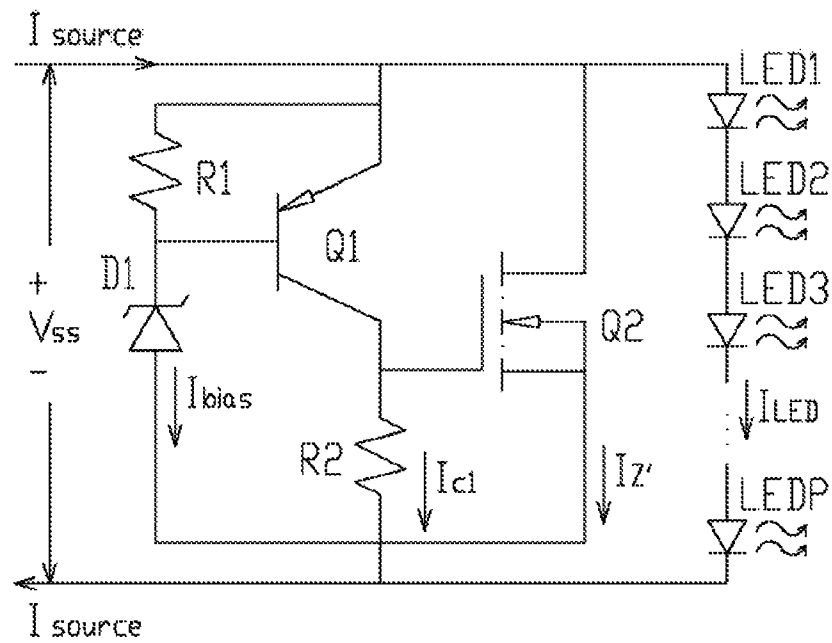 I source
LED1
R1
LED2
Q1
D1
LED3
+
Vss
-
Q2
Ibias
ILED
R2
Ic1
IZ'
LEDP
I source